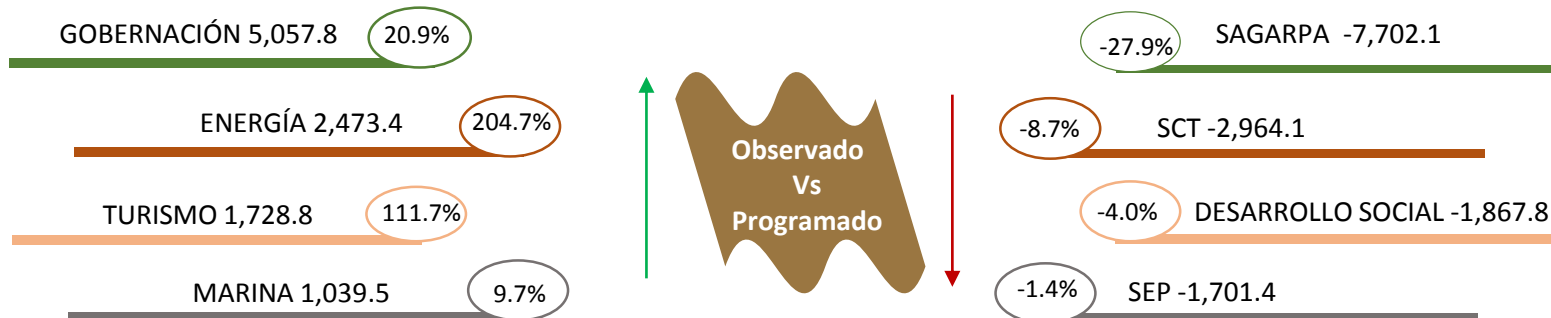 GOBERNACIÓN 5,057.8 20.9%
ENERGÍA 2,473.4 204.7%
TURISMO 1,728.8 111.7%
MARINA 1,039.5 9.7%
Observado
Vs
Programado
-27.9% SAGARPA -7,702.1
-8.7% SCT -2,964.1
-4.0% DESARROLLO SOCIAL -1,867.8
-1.4% SEP -1,701.4